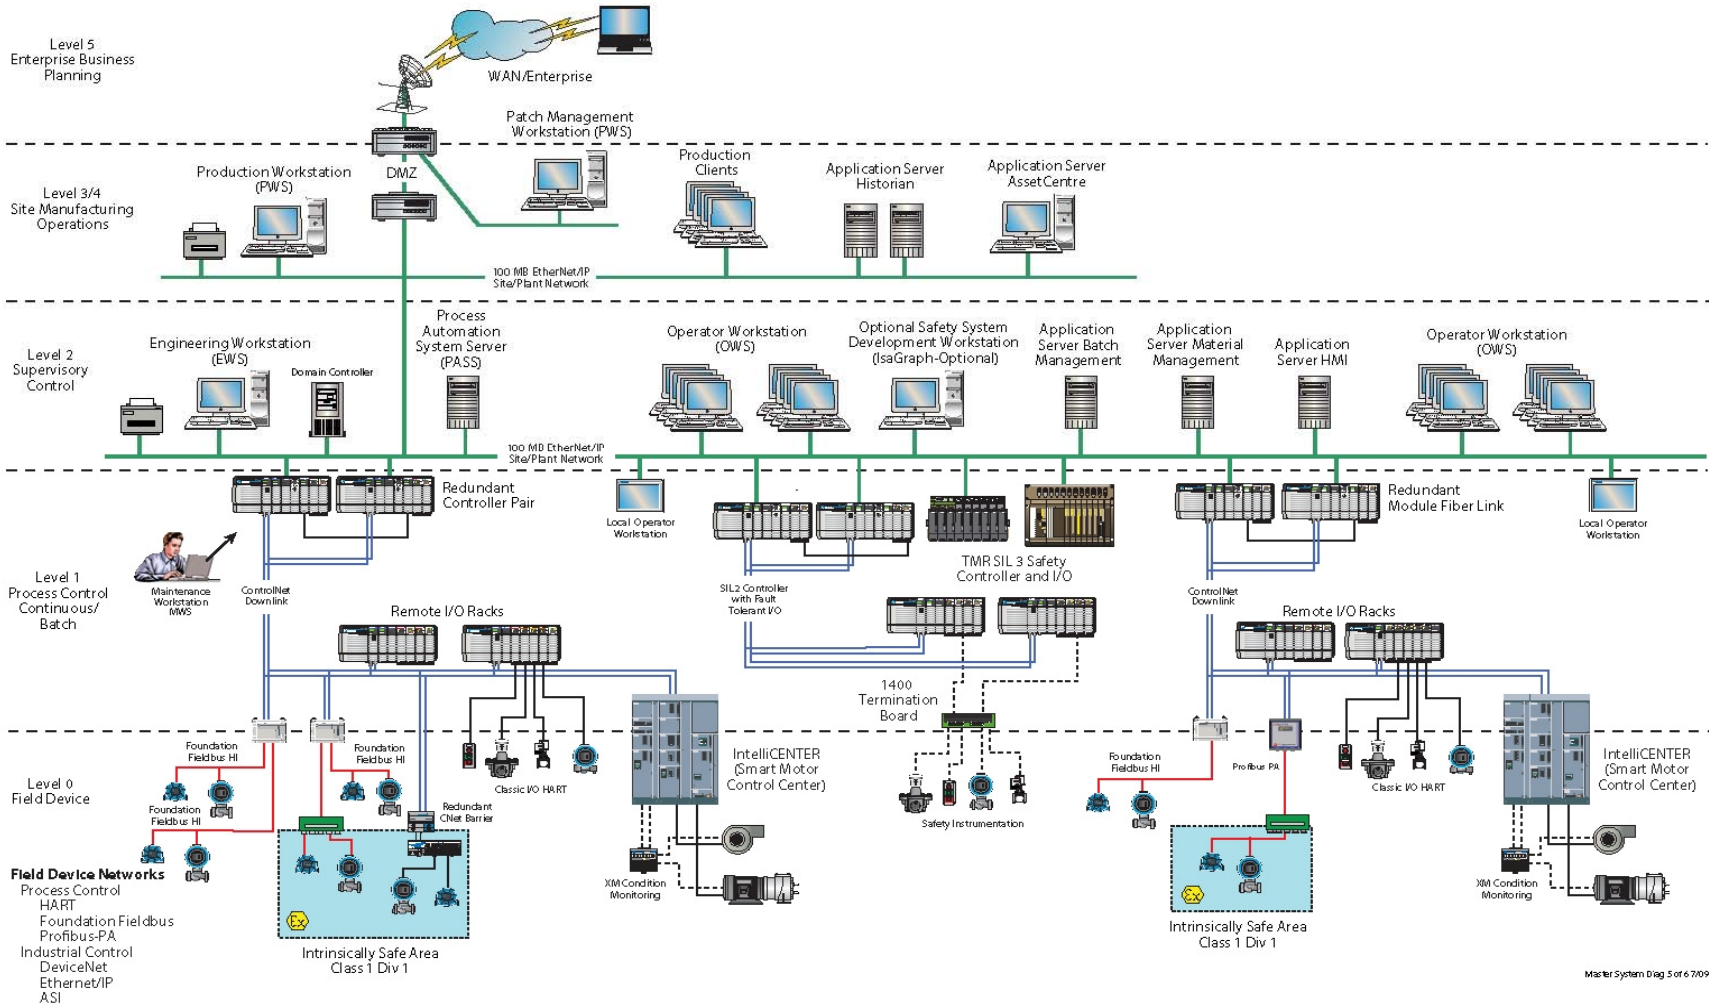 Level 5
Enterprise Business
Planning
WAN/Enterprise
Patch Management
Workstation (PWS)
Level 3/4
Site Manufacturing
Operations
Production Workstation
(PWS)
DMZ
Production
Clients
Application Server
Historian
Application Server
AssetCentre
100 MB EtherNet/IP
Site/Plant Network
Level 2
Supervisory
Control
Engineering Workstation
(EWS)
Domain Controller
Process
Automation
System Server
(PASS)
Operator Workstation
(OWS)
Optional Safety System
Development Workstation
(IsaGraph-Optional)
Application
Server Batch
Management
Application
Server Material
Management
Application
Server HMI
Operator Workstation
(OWS)
100 MB EtherNet/IP
Site/Plant Network
Level 1
Process Control
Continuous/
Batch
Redundant
Controller Pair
Maintenance
Workstation
MWS
ControlNet
Downlink
Remote I/O Racks
Local Operator
Workstation
SIL2 Controller
with Fault
Tolerant I/O
TMR SIL 3 Safety
Controller and I/O
1400
Termination
Board
Redundant
Module Fiber Link
ControlNet
Downlink
Remote I/O Racks
Local Operator
Workstation
Level 0
Field Device
Foundation
Fieldbus HI
Foundation
Fieldbus HI
Foundation
Fieldbus HI
Redundant
CNet Barrier
Classic I/O HART
IntelliCENTER
(Smart Motor
Control Center)
Safety Instrumentation
Foundation
Fieldbus HI
Profibus PA
Classic I/O HART
IntelliCENTER
(Smart Motor
Control Center)
XM Condition
Monitoring
XM Condition
Monitoring
Ex
Intrinsically Safe Area
Class 1 Div 1
Ex
Intrinsically Safe Area
Class 1 Div 1
Field Device Networks
Process Control
HART
Foundation Fieldbus
Profibus-PA
Industrial Control
DeviceNet
Ethernet/IP
ASI
Master System Diag 5 of 6 7/09